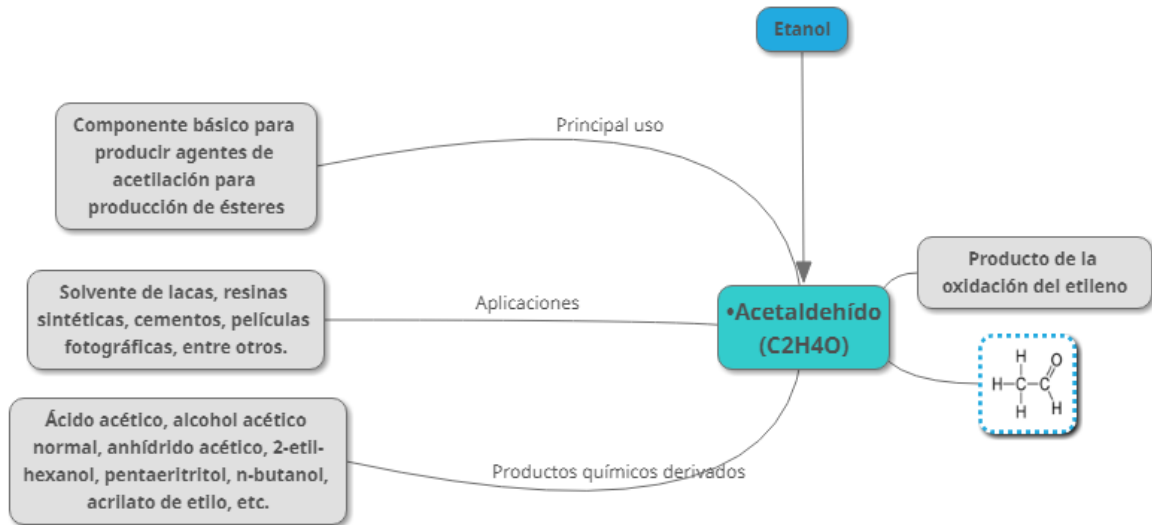 Etanol
Principal uso
Componente básico para
producir agentes de
acetilación para
producción de ésteres
Solvente de lacas, resinas
sintéticas, cementos, películas
fotográficas, entre otros.
Aplicaciones
•Acetaldehído
(C2H4O)
Producto de la
oxidación del etileno
H O
H C C
H H
Ácido acético, alcohol acético
normal, anhídrido acético, 2-etil-
hexanol, pentaeritritol, n-butanol,
acrilato de etilo, etc.
Productos químicos derivados